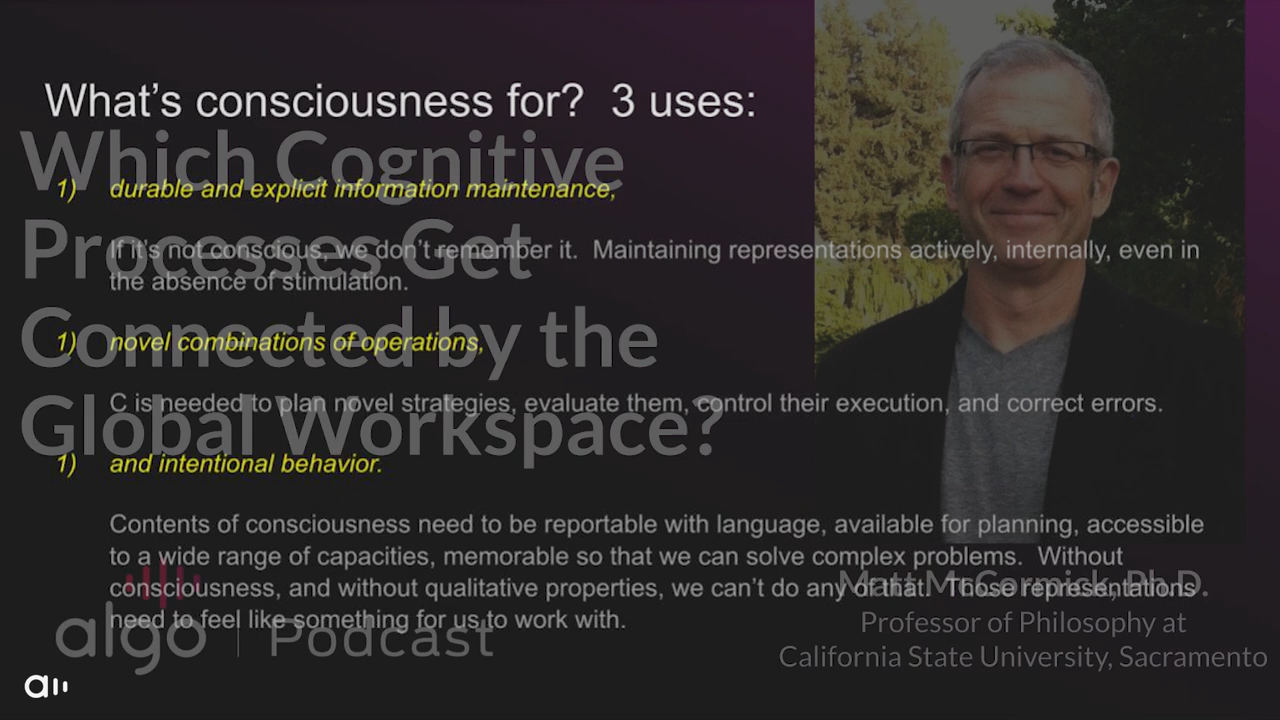 What's consciousness for?  3 uses:
Which Cognitive
Processes Get
Connected by the
Global Workspace?
1) durable and explicit information maintenance,
If it's not conscious, we don't remember it.  Maintaining representations actively, internally, even in
the absence of stimulation.
1) novel combinations of operations,
C is needed to plan novel strategies, evaluate them, control their execution, and correct errors.
1) and intentional behavior.
Contents of consciousness need to be reportable with language, available for planning, accessible
to a wide range of capacities, memorable so that we can solve complex problems.  Without
consciousness, and without qualitative properties, we can't do any of that.  Those representations
need to feel like something for us to work with.
Matt McCormick, Ph.D.
Professor of Philosophy at
California State University, Sacramento
algo | Podcast